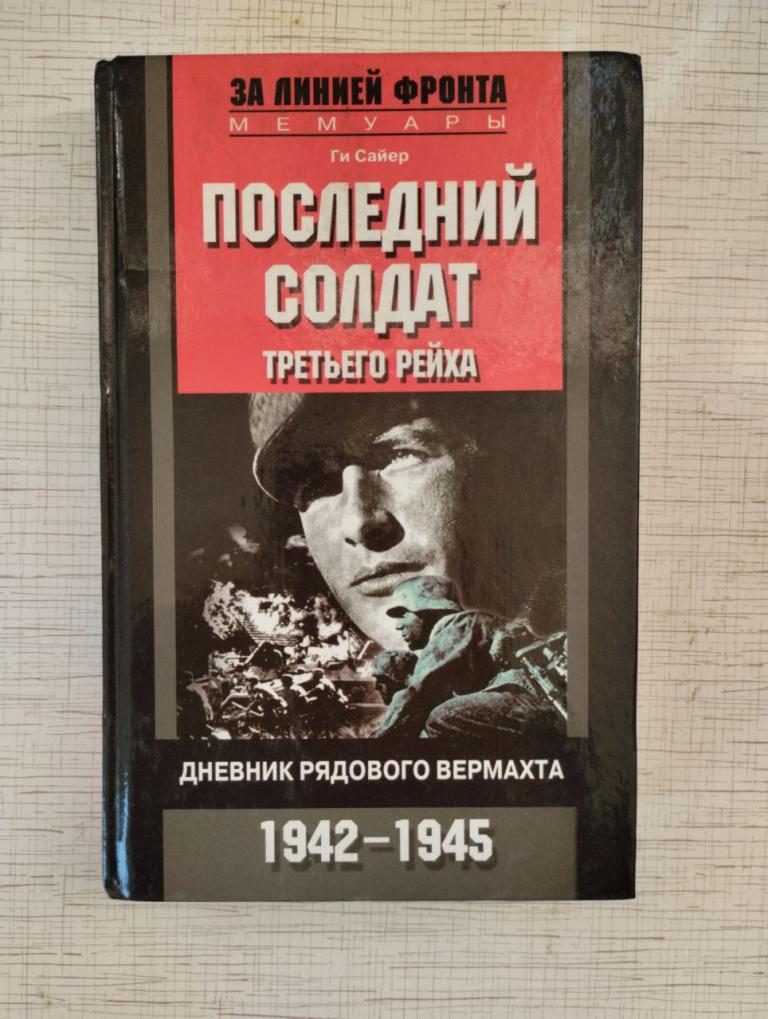 ЗА ЛИНИЕЙ ФРОНТА
МЕМУАРЫ
Ги Сайер
ПОСЛЕДНИЙ
СОЛДАТ
ТРЕТЬЕГО РЕЙХА
ДНЕВНИК РЯДОВОГО ВЕРМАХТА
1942–1945